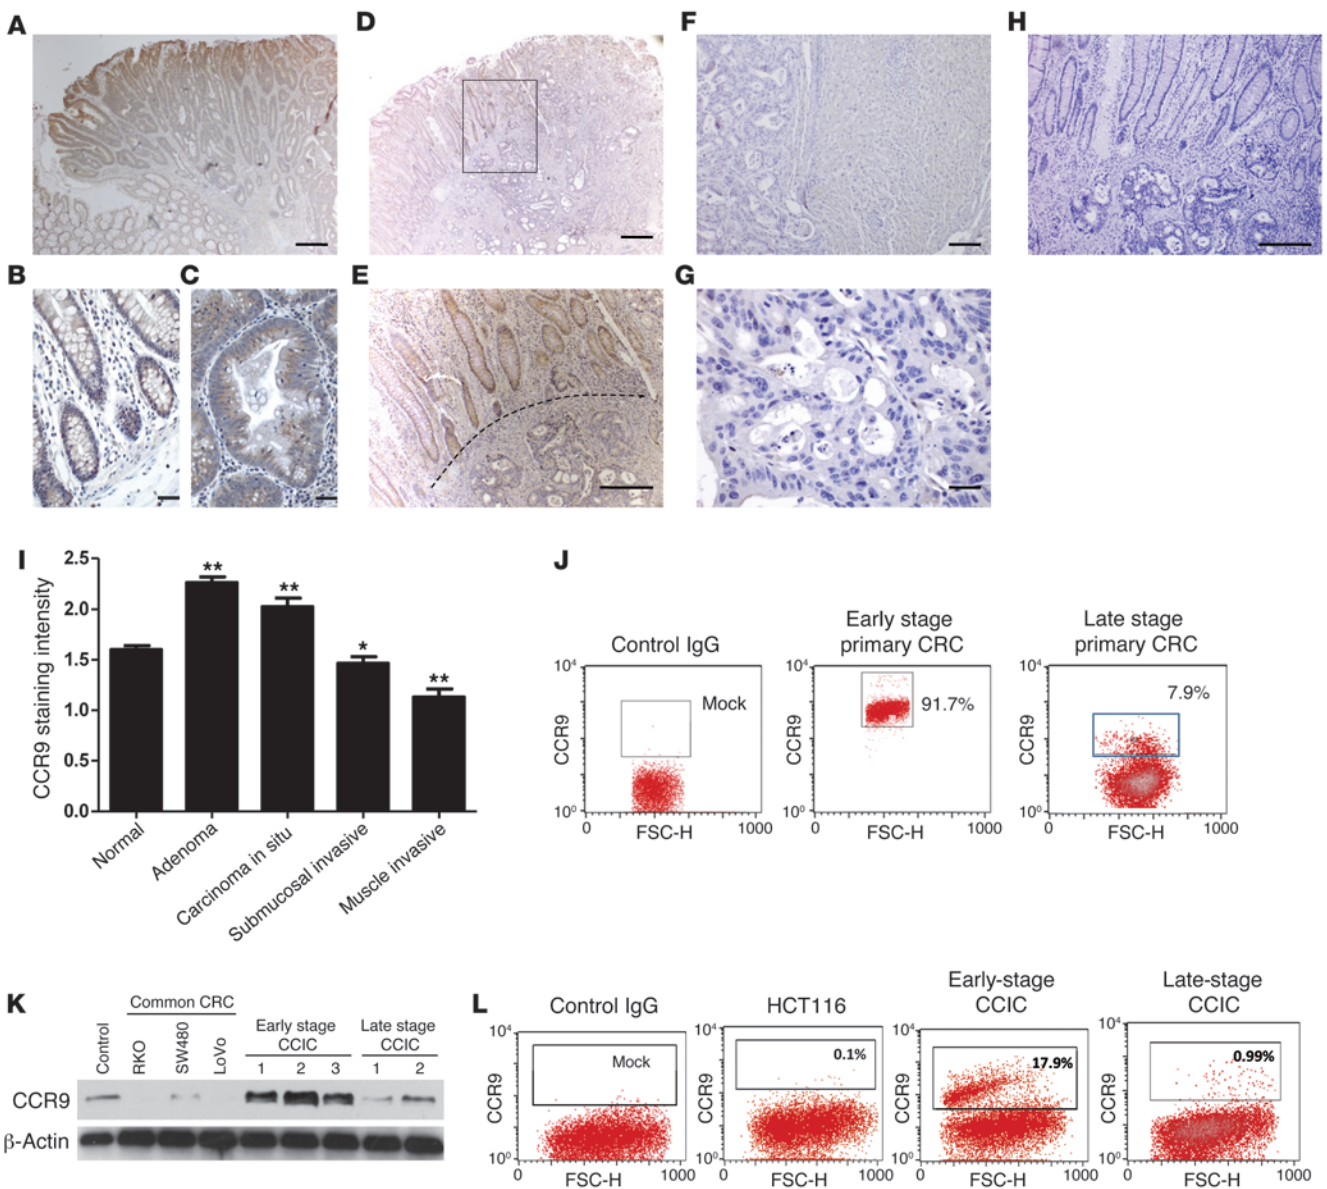 A
D
F
H
B
C
E
G
I
CCR9 staining intensity
2.5
2.0
1.5
1.0
0.5
0.0
**
**
*
**
Normal
Adenoma
Carcinoma in situ
Submucosal invasive
Muscle invasive
J
Control IgG
Mock
CCR9
10⁴
10⁰
0
1000
FSC-H
Early stage
primary CRC
91.7%
CCR9
10⁴
10⁰
0
1000
FSC-H
Late stage
primary CRC
7.9%
CCR9
10⁴
10⁰
0
1000
FSC-H
K
Common CRC
Early stage
CCIC
Late stage
CCIC
Control
RKO
SW480
LoVo
1 2 3
1 2
CCR9
β-Actin
L
Control IgG
Mock
CCR9
10⁴
10⁰
0
1000
FSC-H
HCT116
0.1%
CCR9
10⁴
10⁰
0
1000
FSC-H
Early-stage
CCIC
17.9%
CCR9
10⁴
10⁰
0
1000
FSC-H
Late-stage
CCIC
0.99%
CCR9
10⁴
10⁰
0
1000
FSC-H